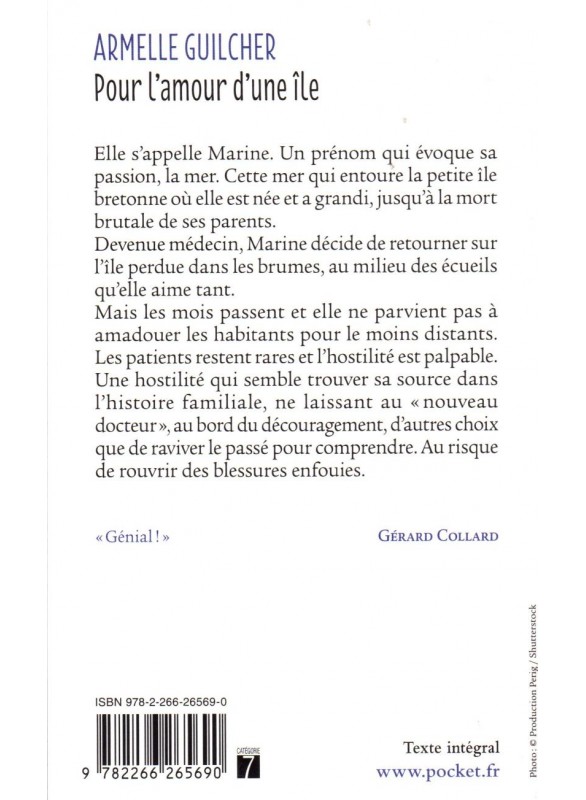 ARMELLE GUILCHER
Pour l'amour d'une île
Elle s'appelle Marine. Un prénom qui évoque sa
passion, la mer. Cette mer qui entoure la petite île
bretonne où elle est née et a grandi, jusqu'à la mort
brutale de ses parents.
Devenue médecin, Marine décide de retourner sur
l'île perdue dans les brumes, au milieu des écueils
qu'elle aime tant.
Mais les mois passent et elle ne parvient pas à
amadouer les habitants pour le moins distants.
Les patients restent rares et l'hostilité est palpable.
Une hostilité qui semble trouver sa source dans
l'histoire familiale, ne laissant au « nouveau
docteur », au bord du découragement, d'autres choix
que de raviver le passé pour comprendre. Au risque
de rouvrir des blessures enfouies.
« Génial ! »
GÉRARD COLLARD
Photo : © Production Perig / Shutterstock
ISBN 978-2-266-26569-0
CATÉGORIE
7
9 782266 265690
Texte intégral
www.pocket.fr